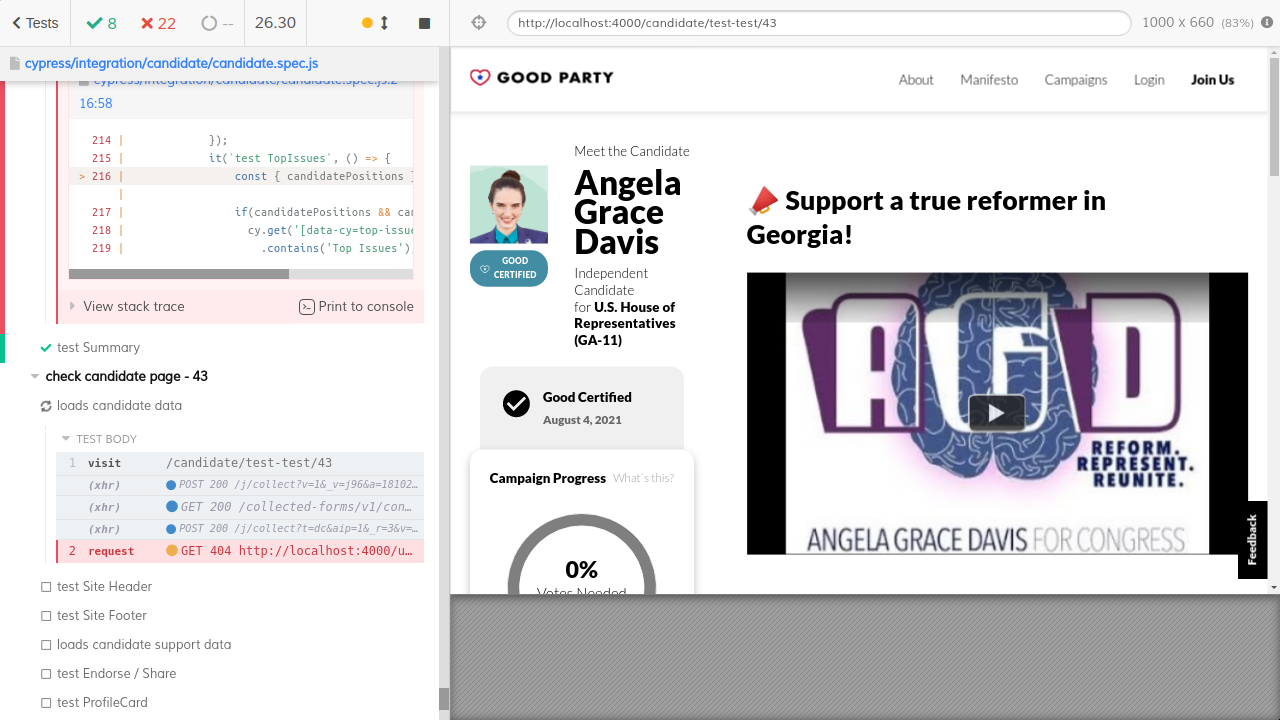 Tests
8
22
--
26.30
http://localhost:4000/candidate/test-test/43
1000 x 660 (83%)
cypress/integration/candidate/candidate.spec.js
cypress/integration/candidate/candidate.spec.js:2
16:58
214 | });
215 | it(`test TopIssues`, () => {
> 216 | const { candidatePositions }
|
217 | if(candidatePositions && can
218 | cy.get('[data-cy=top-issue
219 | .contains('Top Issues')
View stack trace
Print to console
test Summary
check candidate page - 43
loads candidate data
TEST BODY
1 visit /candidate/test-test/43
(xhr) POST 200 /j/collect?v=1&_v=j96&a=18162…
(xhr) GET 200 /collected-forms/v1/con…
(xhr) POST 200 /j/collect?t=dc&aip=1&_r=3&v=…
2 request GET 404 http://localhost:4000/u…
test Site Header
test Site Footer
loads candidate support data
test Endorse / Share
test ProfileCard
GOOD PARTY
About
Manifesto
Campaigns
Login
Join Us
Meet the Candidate
Angela
Grace
Davis
GOOD
CERTIFIED
Independent
Candidate
for U.S. House of
Representatives
(GA-11)
Good Certified
August 4, 2021
Campaign Progress What's this?
0%
Votes Needed
Support a true reformer in
Georgia!
AGD
REFORM.
REPRESENT.
REUNITE.
ANGELA GRACE DAVIS FOR CONGRESS
Feedback